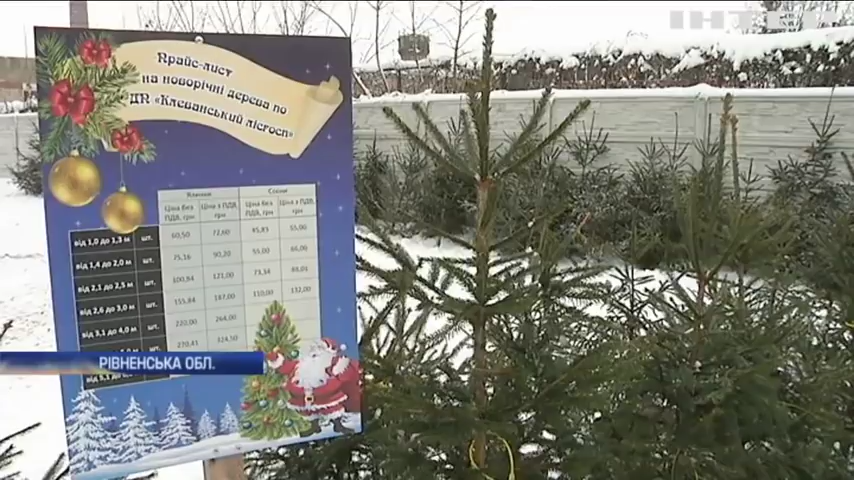 ІНТЕР
Прайс-лист
на новорічні дерева по
ДП «Клеванський лісгосп»
Ялинки Сосни
Ціна без ПДВ, грн Ціна з ПДВ, грн Ціна без ПДВ, грн Ціна з ПДВ, грн
від 1,0 до 1,3 м шт. 60,50 72,60 45,83 55,00
від 1,4 до 2,0 м шт. 75,16 90,20 55,00 66,00
від 2,1 до 2,5 м шт. 100,84 121,00 73,34 88,01
від 2,6 до 3,0 м шт. 155,84 187,00 110,00 132,00
від 3,1 до 4,0 м шт. 220,00 264,00
270,41 324,50
РІВНЕНСЬКА ОБЛ.